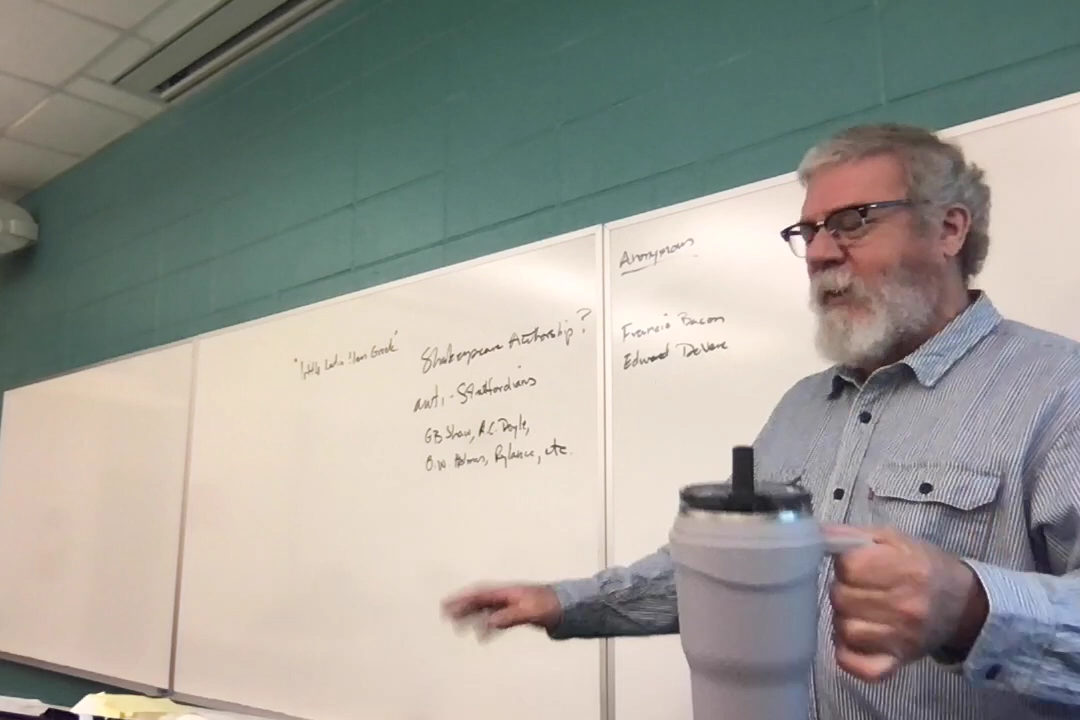 "little Latin & less Greek"
Shakespeare Authorship?
anti-Stratfordians
GB Shaw, A.C. Doyle,
O.W. Holmes, Rylance, etc.
Anonymous
Francis Bacon
Edward DeVere